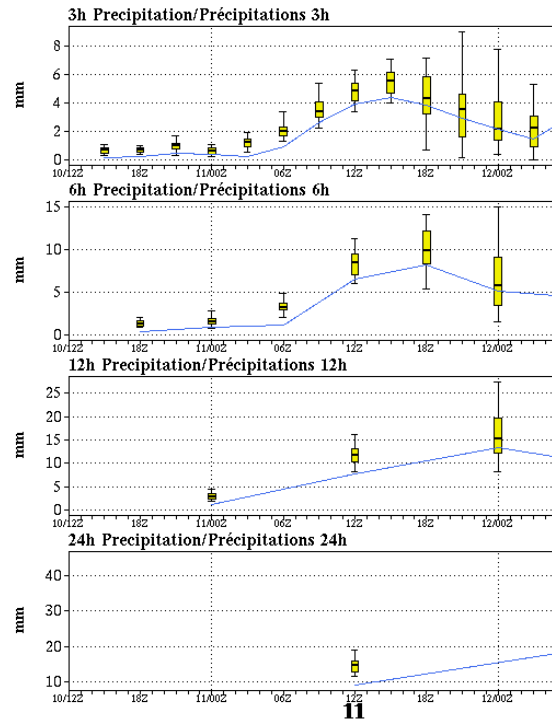 3h Precipitation/Précipitations 3h
8
6
4
2
0
mm
10/12Z 18Z 11/00Z 06Z 12Z 18Z 12/00Z
6h Precipitation/Précipitations 6h
15
10
5
0
mm
10/12Z 18Z 11/00Z 06Z 12Z 18Z 12/00Z
12h Precipitation/Précipitations 12h
25
20
15
10
5
0
mm
10/12Z 18Z 11/00Z 06Z 12Z 18Z 12/00Z
24h Precipitation/Précipitations 24h
40
30
20
10
mm
10/12Z 18Z 11/00Z 06Z 12Z 18Z 12/00Z
11